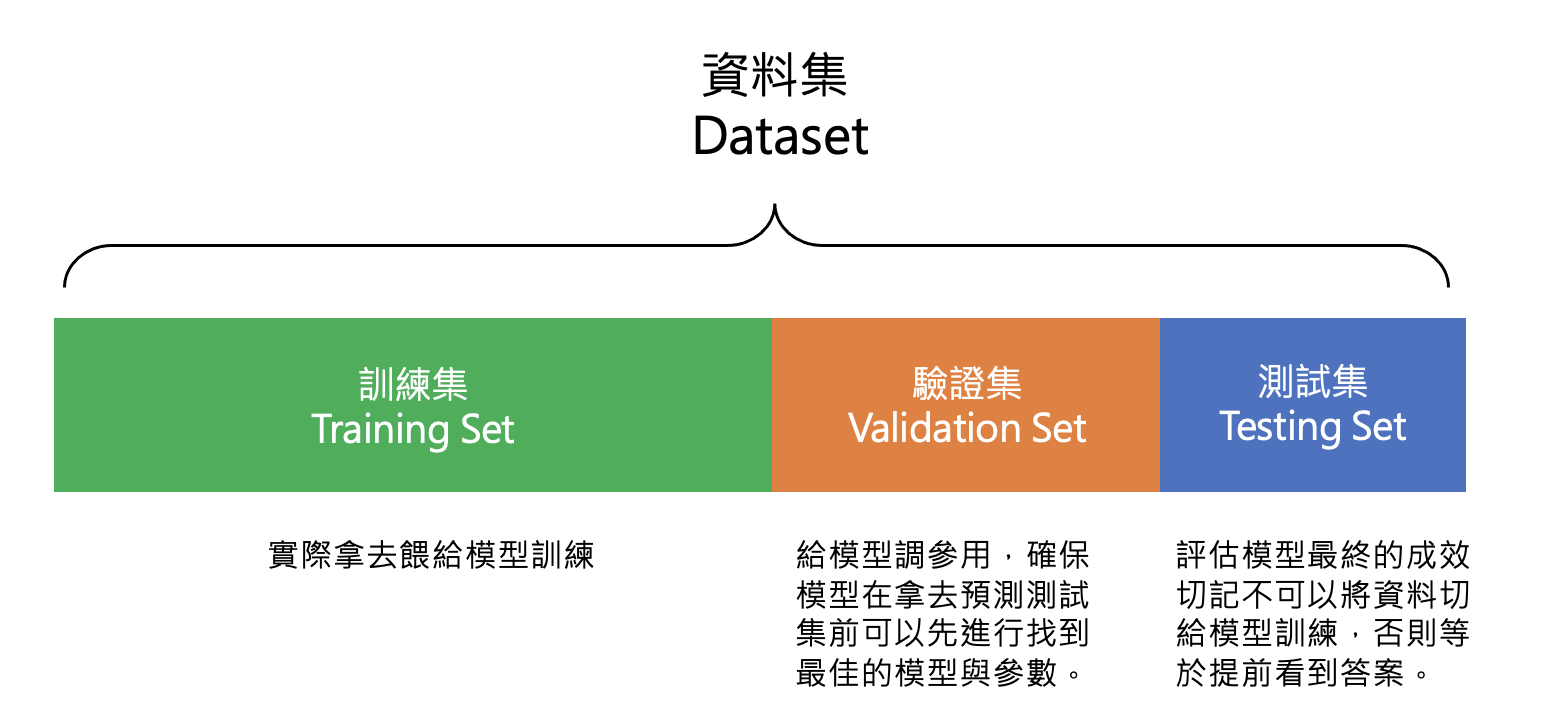 資料集
Dataset
訓練集
Training Set
驗證集
Validation Set
測試集
Testing Set
實際拿去餵給模型訓練
給模型調參用，確保
模型在拿去預測測試
集前可以先進行找到
最佳的模型與參數。
評估模型最終的成效
切記不可以將資料切
給模型訓練，否則等
於提前看到答案。